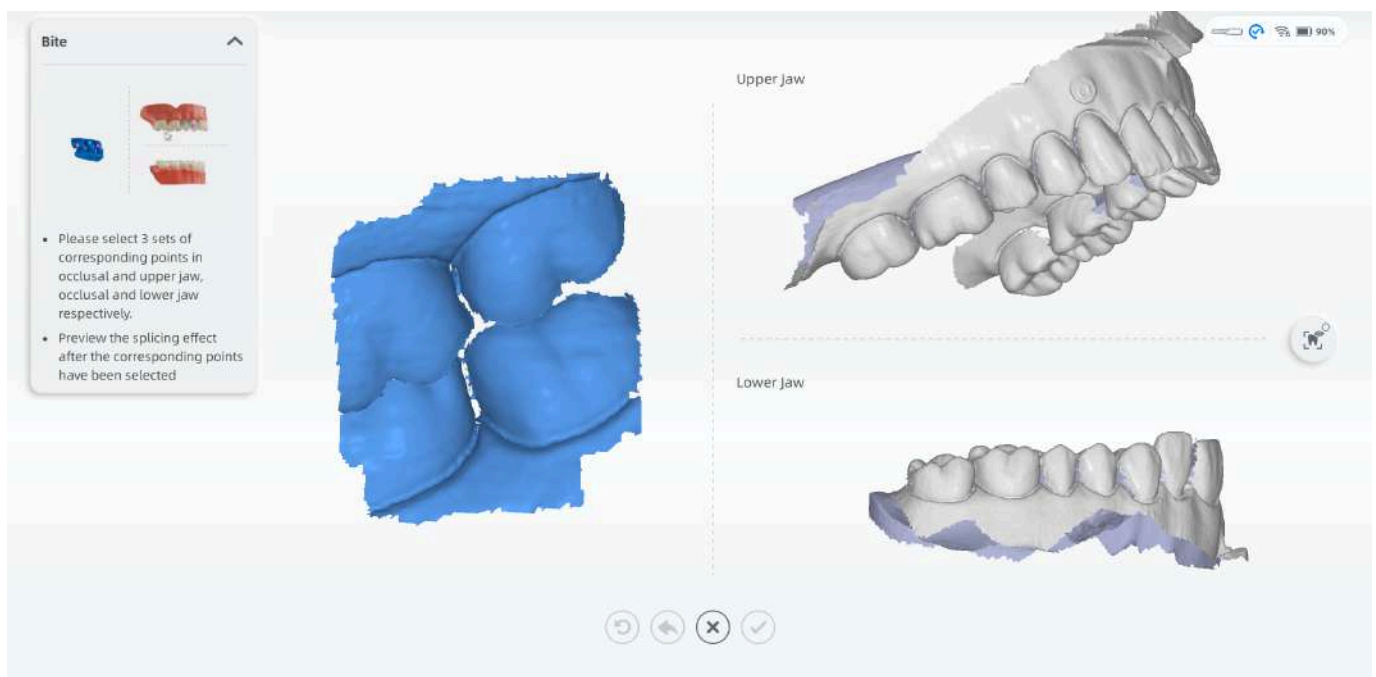 Bite
• Please select 3 sets of
corresponding points in
occlusal and upper jaw,
occlusal and lower jaw
respectively.
• Preview the splicing effect
after the corresponding points
have been selected
Upper Jaw
90%
Lower Jaw